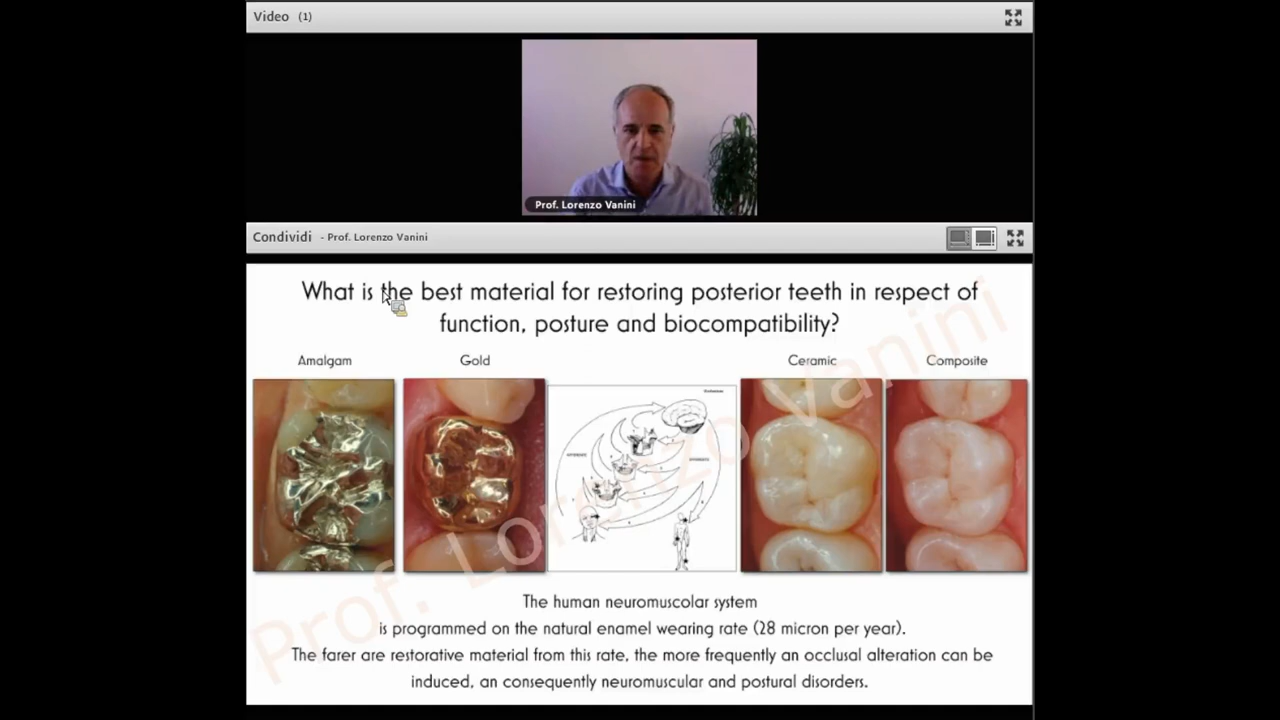 Video (1)
Prof. Lorenzo Vanini
Condividi - Prof. Lorenzo Vanini
What is the best material for restoring posterior teeth in respect of
function, posture and biocompatibility?
Amalgam Gold Ceramic Composite
The human neuromuscolar system
is programmed on the natural enamel wearing rate (28 micron per year).
The farer are restorative material from this rate, the more frequently an occlusal alteration can be
induced, an consequently neuromuscular and postural disorders.
Prof. Lorenzo Vanini